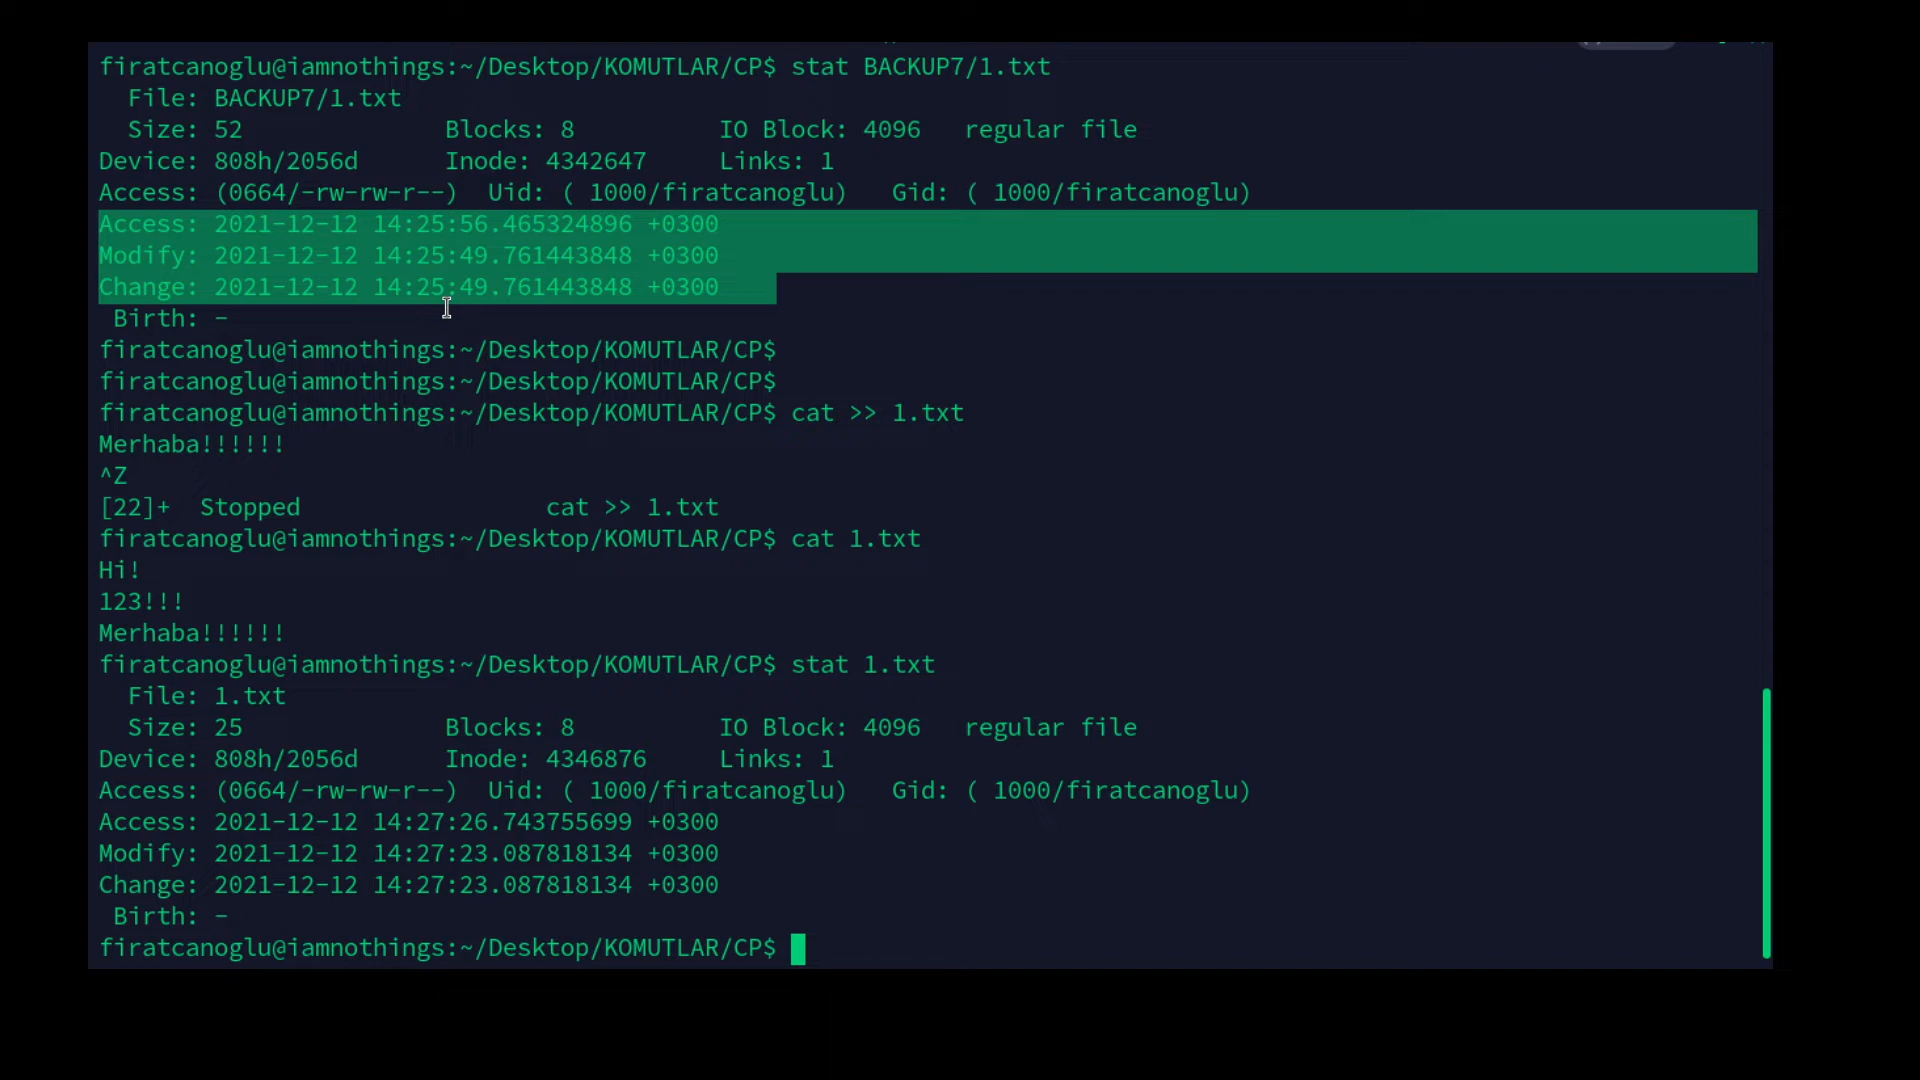 firatcanoglu@iamnothings:~/Desktop/KOMUTLAR/CP$ stat BACKUP7/1.txt
  File: BACKUP7/1.txt
  Size: 52              Blocks: 8          IO Block: 4096   regular file
Device: 808h/2056d      Inode: 4342647     Links: 1
Access: (0664/-rw-rw-r--)  Uid: ( 1000/firatcanoglu)   Gid: ( 1000/firatcanoglu)
Access: 2021-12-12 14:25:56.465324896 +0300
Modify: 2021-12-12 14:25:49.761443848 +0300
Change: 2021-12-12 14:25:49.761443848 +0300
 Birth: -
firatcanoglu@iamnothings:~/Desktop/KOMUTLAR/CP$
firatcanoglu@iamnothings:~/Desktop/KOMUTLAR/CP$
firatcanoglu@iamnothings:~/Desktop/KOMUTLAR/CP$ cat >> 1.txt
Merhaba!!!!!!
^Z
[22]+  Stopped                 cat >> 1.txt
firatcanoglu@iamnothings:~/Desktop/KOMUTLAR/CP$ cat 1.txt
Hi!
123!!!
Merhaba!!!!!!
firatcanoglu@iamnothings:~/Desktop/KOMUTLAR/CP$ stat 1.txt
  File: 1.txt
  Size: 25              Blocks: 8          IO Block: 4096   regular file
Device: 808h/2056d      Inode: 4346876     Links: 1
Access: (0664/-rw-rw-r--)  Uid: ( 1000/firatcanoglu)   Gid: ( 1000/firatcanoglu)
Access: 2021-12-12 14:27:26.743755699 +0300
Modify: 2021-12-12 14:27:23.087818134 +0300
Change: 2021-12-12 14:27:23.087818134 +0300
 Birth: -
firatcanoglu@iamnothings:~/Desktop/KOMUTLAR/CP$